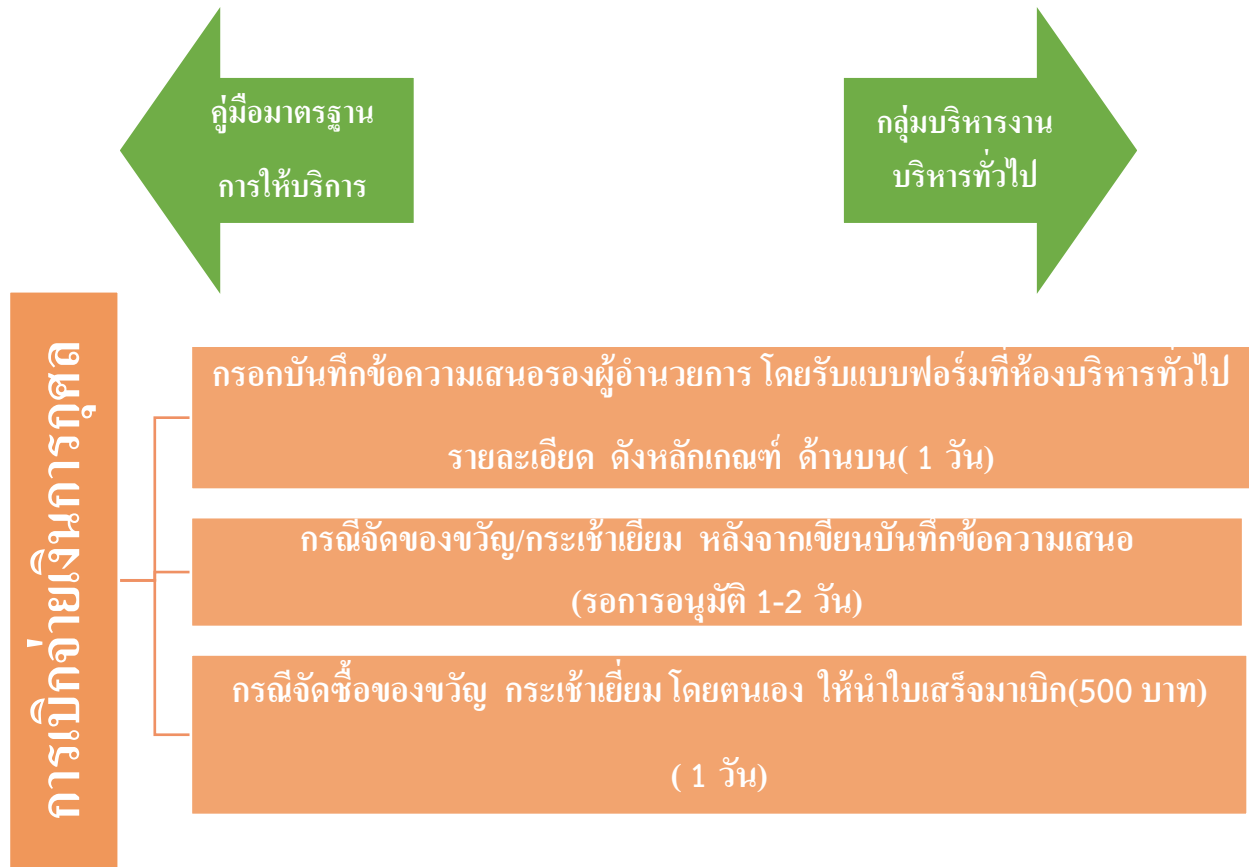 คู่มือมาตรฐาน
การให้บริการ
กลุ่มบริหารงาน
บริหารทั่วไป
การเบิกจ่ายเงินการกุศล
กรอกบันทึกข้อความเสนอรองผู้อำนวยการ โดยรับแบบฟอร์มที่ห้องบริหารทั่วไป
รายละเอียด ดังหลักเกณฑ์ ด้านบน( 1 วัน)
กรณีจัดของขวัญ/กระเช้าเยี่ยม หลังจากเขียนบันทึกข้อความเสนอ
(รอการอนุมัติ 1-2 วัน)
กรณีจัดซื้อของขวัญ กระเช้าเยี่ยม โดยตนเอง ให้นำใบเสร็จมาเบิก(500 บาท)
( 1 วัน)